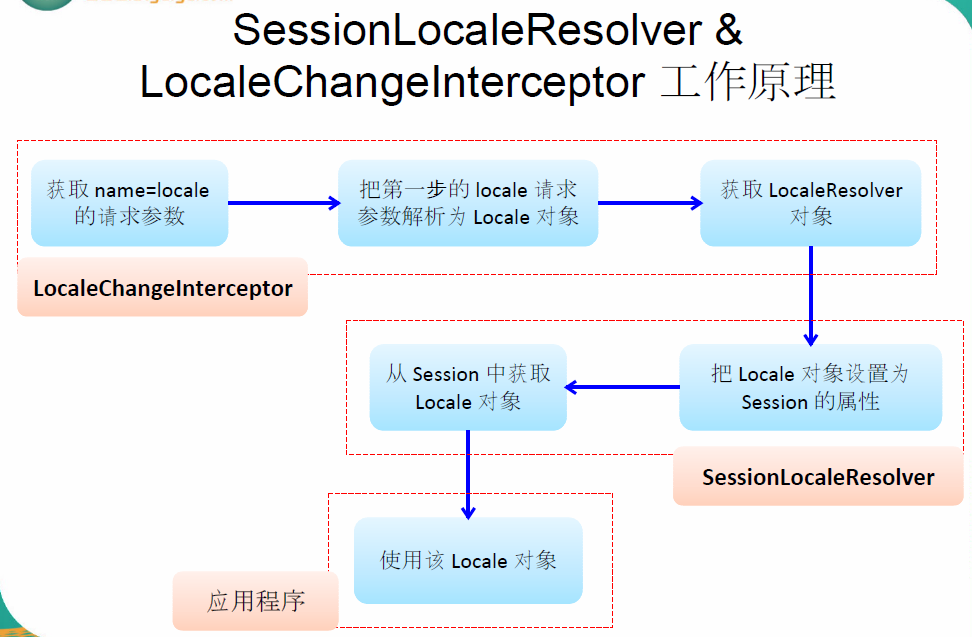 SessionLocaleResolver &
LocaleChangeInterceptor 工作原理
获取 name=locale
的请求参数
把第一步的 locale 请求
参数解析为 Locale 对象
获取 LocaleResolver
对象
LocaleChangeInterceptor
从 Session 中获取
Locale 对象
把 Locale 对象设置为
Session 的属性
SessionLocaleResolver
使用该 Locale 对象
应用程序